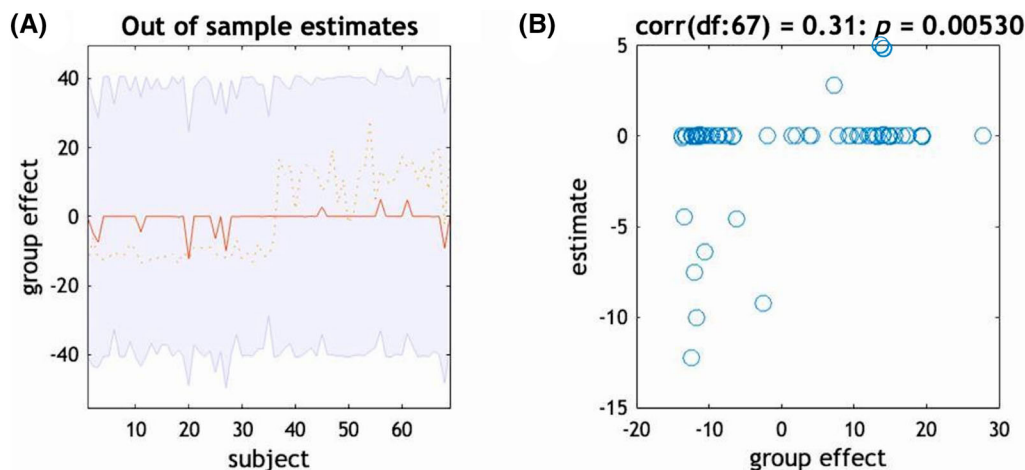 (A)
Out of sample estimates
40
20
0
-20
-40
group effect
10 20 30 40 50 60
subject
(B)
corr(df:67) = 0.31: p = 0.00530
5
0
-5
-10
-15
estimate
-20 -10 0 10 20 30
group effect